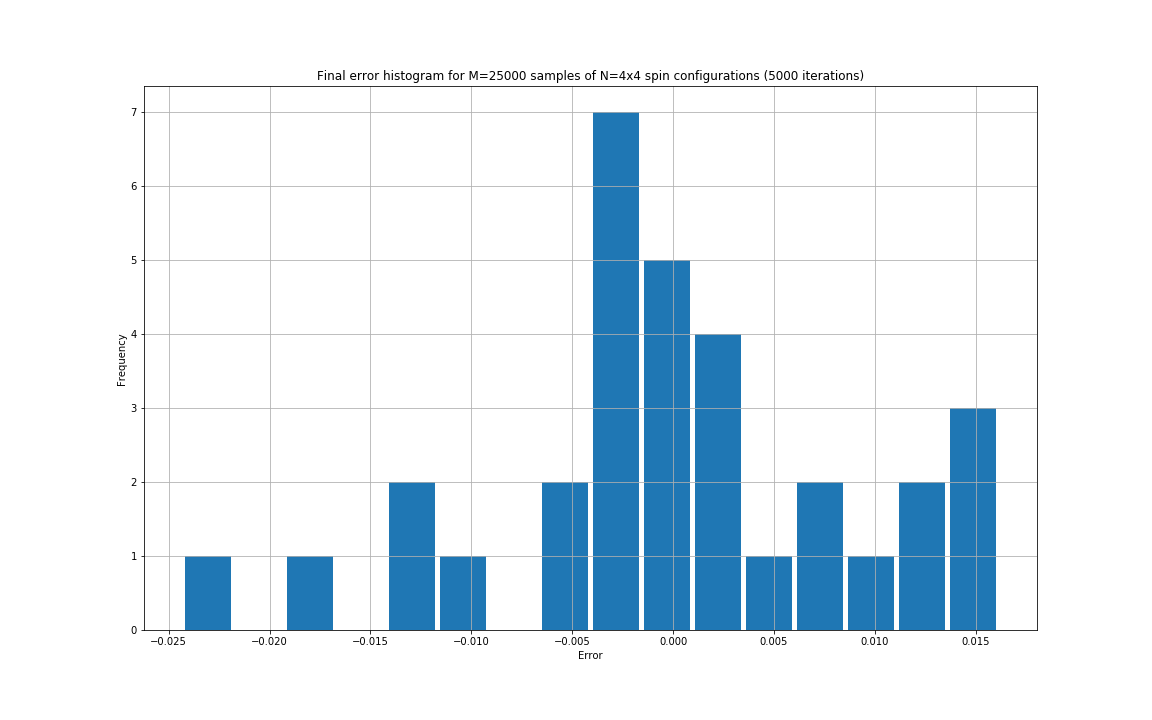 Final error histogram for M=25000 samples of N=4x4 spin configurations (5000 iterations)
7
6
5
4
3
2
1
0
Frequency
−0.025 −0.020 −0.015 −0.010 −0.005 0.000 0.005 0.010 0.015
Error